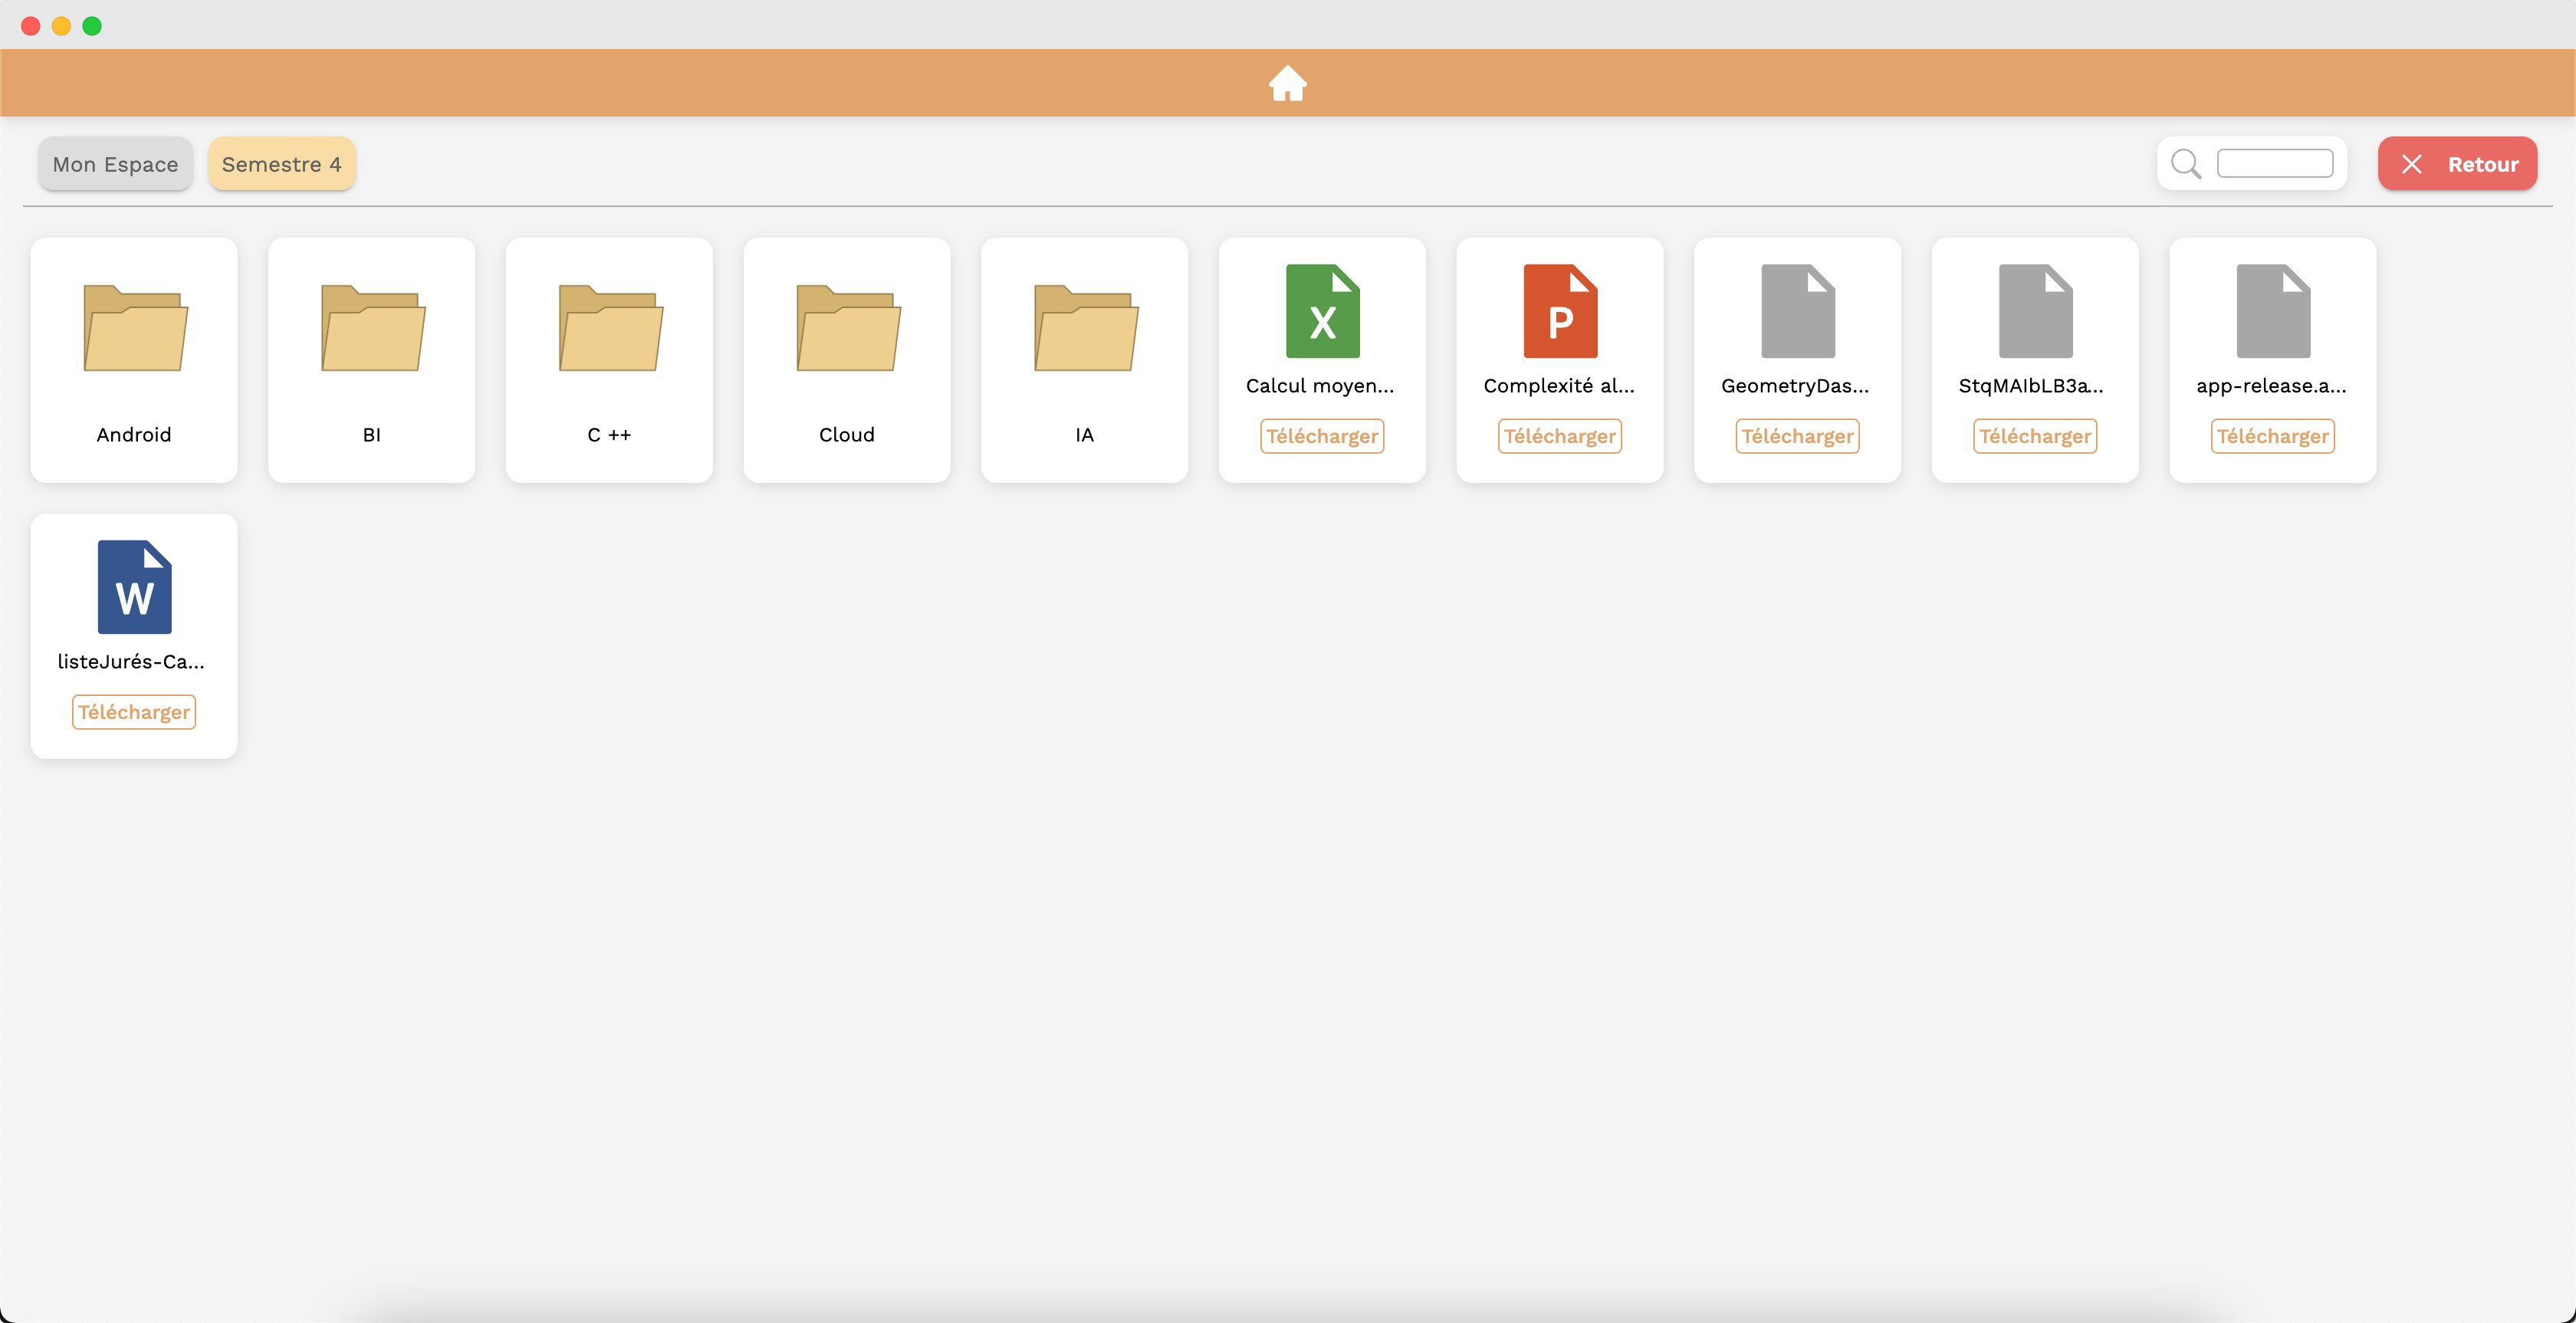 Mon Espace
Semestre 4
Retour
Android
BI
C ++
Cloud
IA
X
Calcul moyen...
Télécharger
P
Complexité al...
Télécharger
GeometryDas...
Télécharger
StqMAIbLB3a...
Télécharger
app-release.a...
Télécharger
W
listeJurés-Ca...
Télécharger